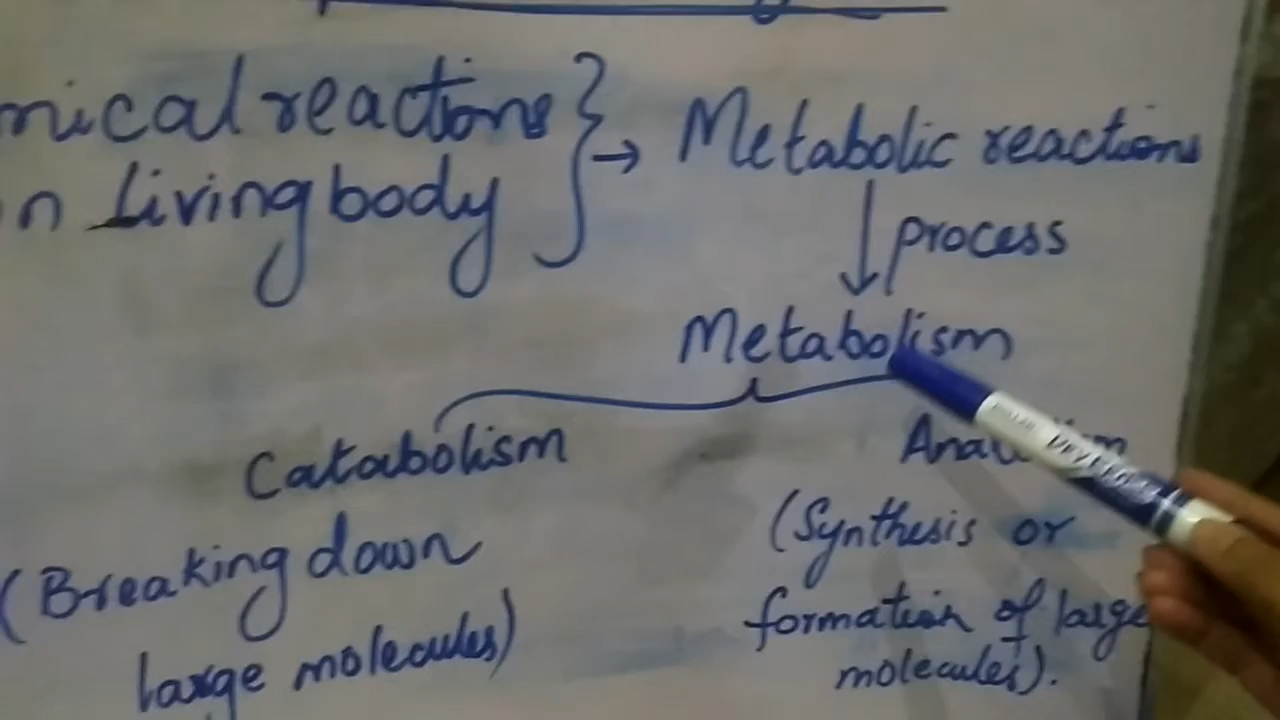 mical reactions } → Metabolic reactions
n Living body
process
Metabolism
Catabolism
(Breaking down
large molecules)
(Synthesis or
formation of large
molecules).